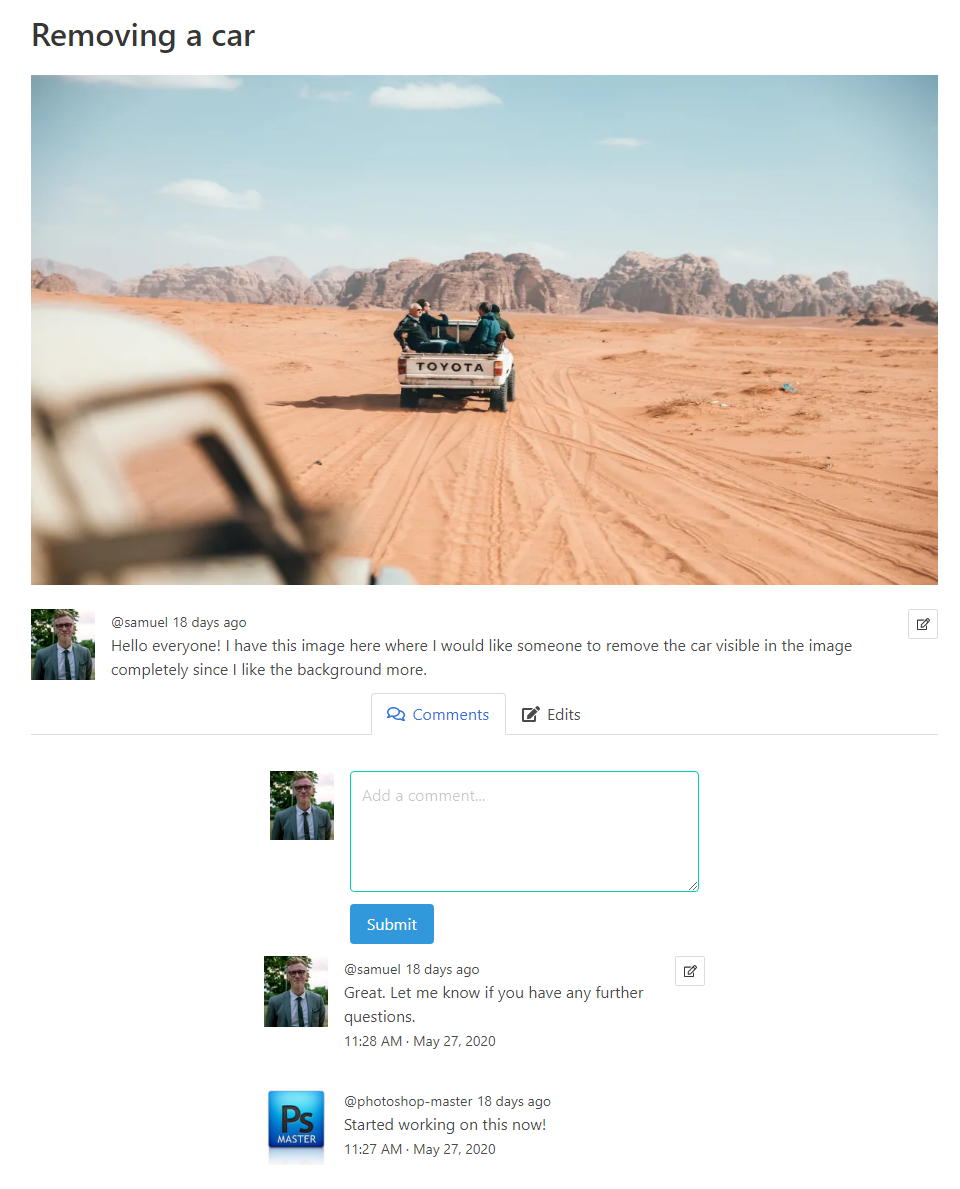 Removing a car
TOYOTA
@samuel 18 days ago
Hello everyone! I have this image here where I would like someone to remove the car visible in the image
completely since I like the background more.
Comments
Edits
Add a comment...
Submit
@samuel 18 days ago
Great. Let me know if you have any further
questions.
11:28 AM · May 27, 2020
Ps
MASTER
@photoshop-master 18 days ago
Started working on this now!
11:27 AM · May 27, 2020